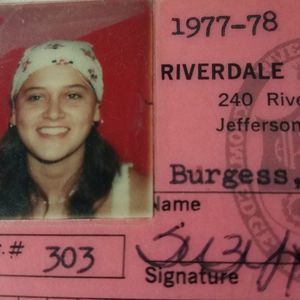 1977-78
RIVERDALE
240 Rive
Jefferson
Burgess,
Name
# 303
Signature